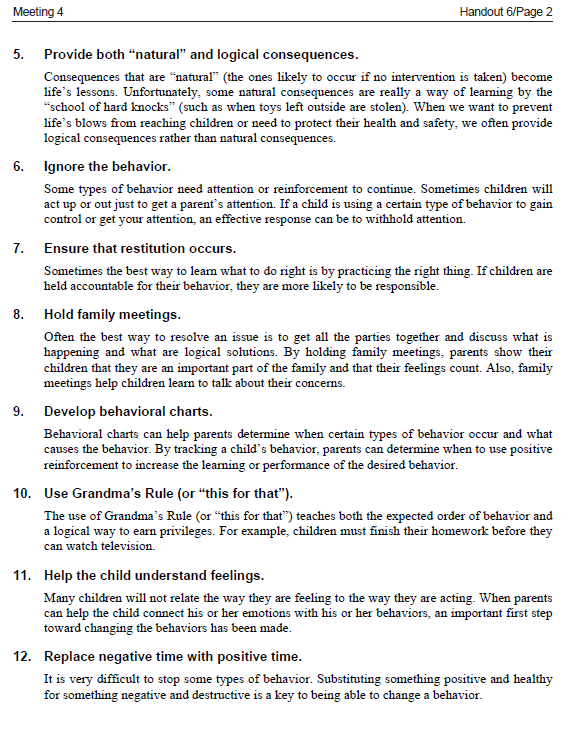 Meeting 4 Handout 6/Page 2
5. Provide both “natural” and logical consequences.
Consequences that are “natural” (the ones likely to occur if no intervention is taken) become
life’s lessons. Unfortunately, some natural consequences are really a way of learning by the
“school of hard knocks” (such as when toys left outside are stolen). When we want to prevent
life’s blows from reaching children or need to protect their health and safety, we often provide
logical consequences rather than natural consequences.
6. Ignore the behavior.
Some types of behavior need attention or reinforcement to continue. Sometimes children will
act up or out just to get a parent’s attention. If a child is using a certain type of behavior to gain
control or get your attention, an effective response can be to withhold attention.
7. Ensure that restitution occurs.
Sometimes the best way to learn what to do right is by practicing the right thing. If children are
held accountable for their behavior, they are more likely to be responsible.
8. Hold family meetings.
Often the best way to resolve an issue is to get all the parties together and discuss what is
happening and what are logical solutions. By holding family meetings, parents show their
children that they are an important part of the family and that their feelings count. Also, family
meetings help children learn to talk about their concerns.
9. Develop behavioral charts.
Behavioral charts can help parents determine when certain types of behavior occur and what
causes the behavior. By tracking a child’s behavior, parents can determine when to use positive
reinforcement to increase the learning or performance of the desired behavior.
10. Use Grandma’s Rule (or “this for that”).
The use of Grandma’s Rule (or “this for that”) teaches both the expected order of behavior and
a logical way to earn privileges. For example, children must finish their homework before they
can watch television.
11. Help the child understand feelings.
Many children will not relate the way they are feeling to the way they are acting. When parents
can help the child connect his or her emotions with his or her behaviors, an important first step
toward changing the behaviors has been made.
12. Replace negative time with positive time.
It is very difficult to stop some types of behavior. Substituting something positive and healthy
for something negative and destructive is a key to being able to change a behavior.